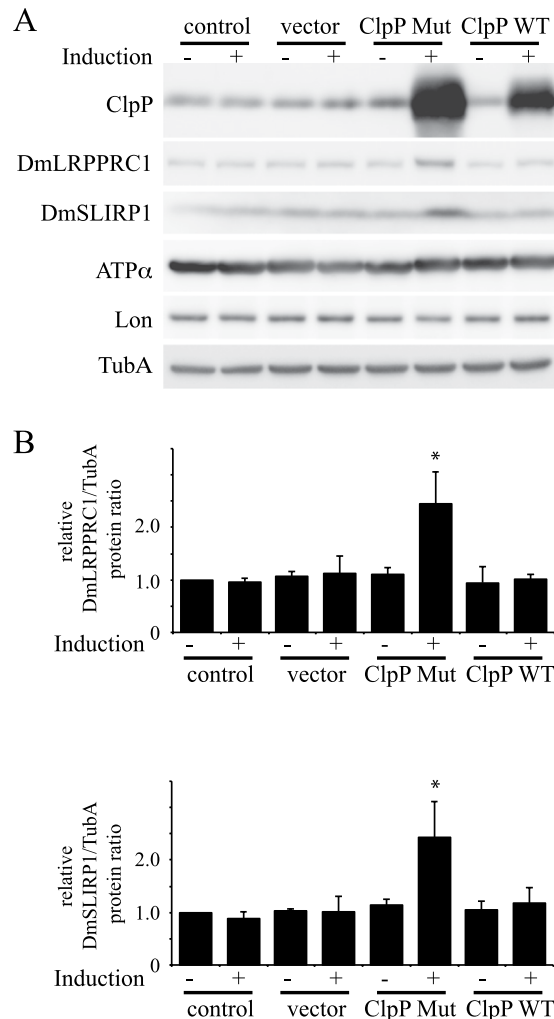 A
control vector ClpP Mut ClpP WT
Induction - + - + - + - +
ClpP
DmLRPPRC1
DmSLIRP1
ATPα
Lon
TubA
B
relative
DmLRPPRC1/TubA
protein ratio
2.0
1.0
0
*
Induction - + - + - + - +
control vector ClpP Mut ClpP WT
relative
DmSLIRP1/TubA
protein ratio
2.0
1.0
0
*
Induction - + - + - + - +
control vector ClpP Mut ClpP WT